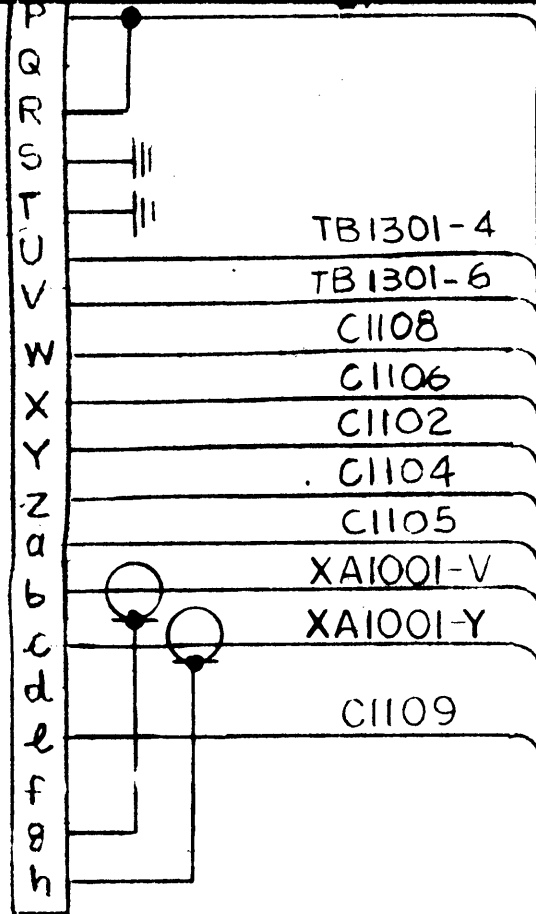 P
Q
R
S
T
TB1301-4
U
TB1301-6
V
C1108
W
C1106
X
C1102
Y
C1104
Z
C1105
a
XA1001-V
b
XA1001-Y
c
d
C1109
e
f
g
h